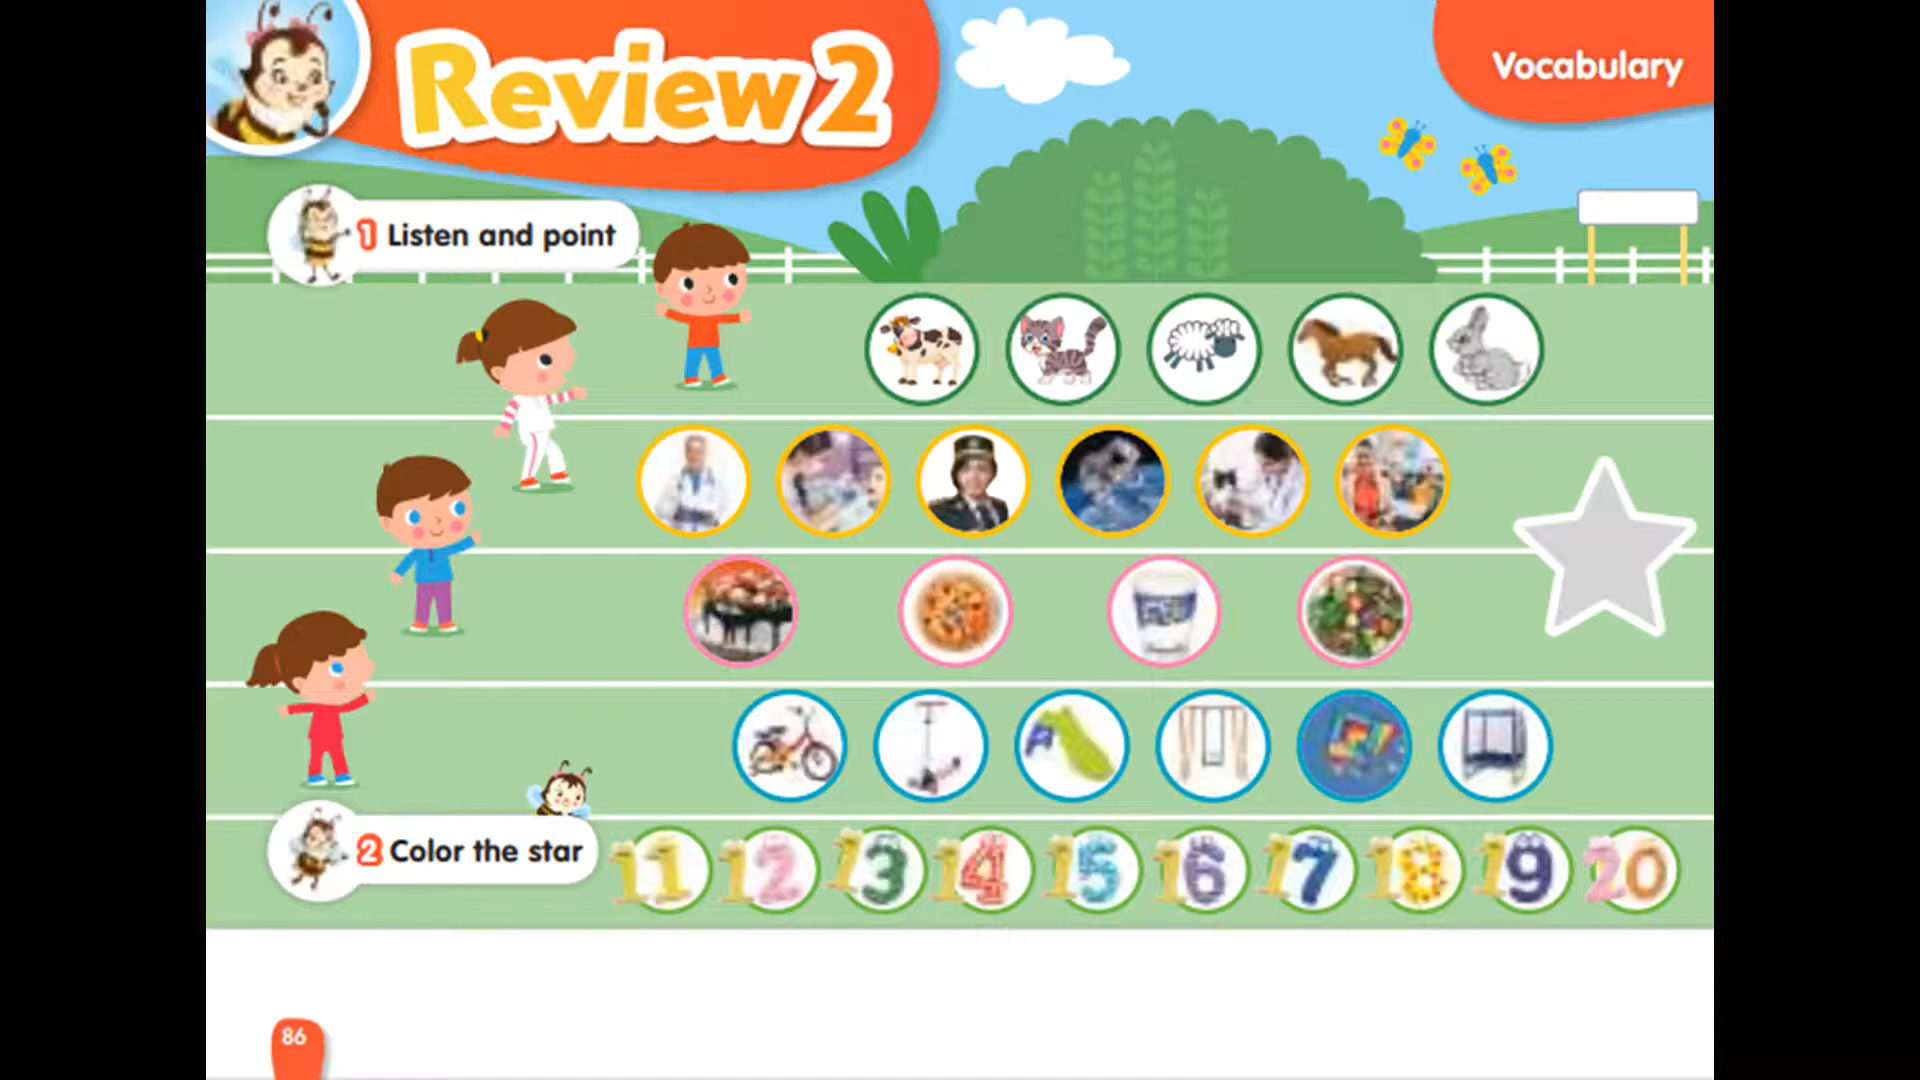 Review 2
Vocabulary
1 Listen and point
2 Color the star
11 12 13 14 15 16 17 18 19 20
86